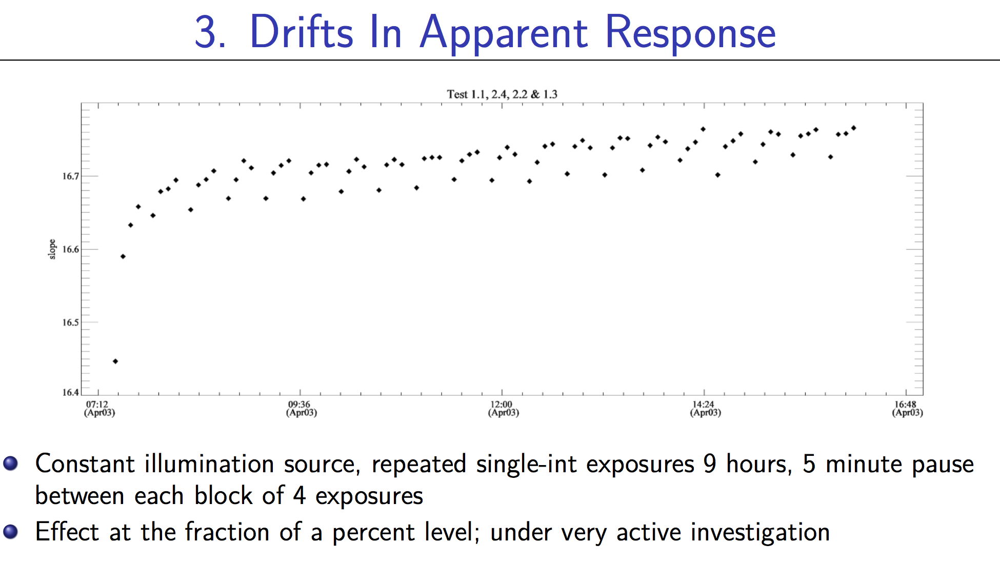 3. Drifts In Apparent Response
Test 1.1, 2.4, 2.2 & 1.3
16.7
16.6
slope
16.5
16.4
07:12 09:36 12:00 14:24 16:48
(Apr03) (Apr03) (Apr03) (Apr03) (Apr03)
Constant illumination source, repeated single-int exposures 9 hours, 5 minute pause
between each block of 4 exposures
Effect at the fraction of a percent level; under very active investigation